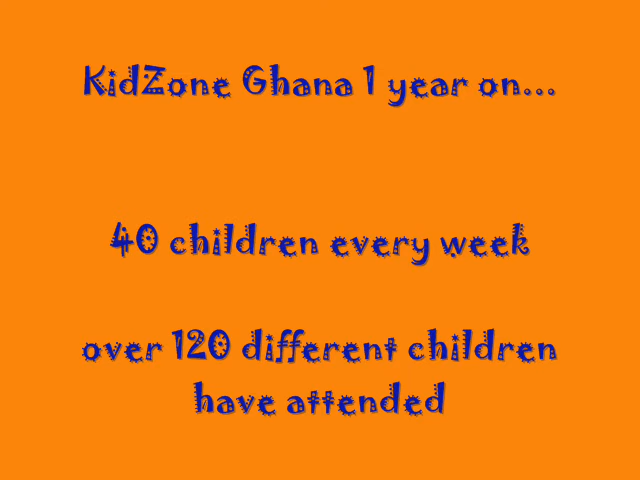 KidZone Ghana 1 year on...
40 children every week
over 120 different children
have attended